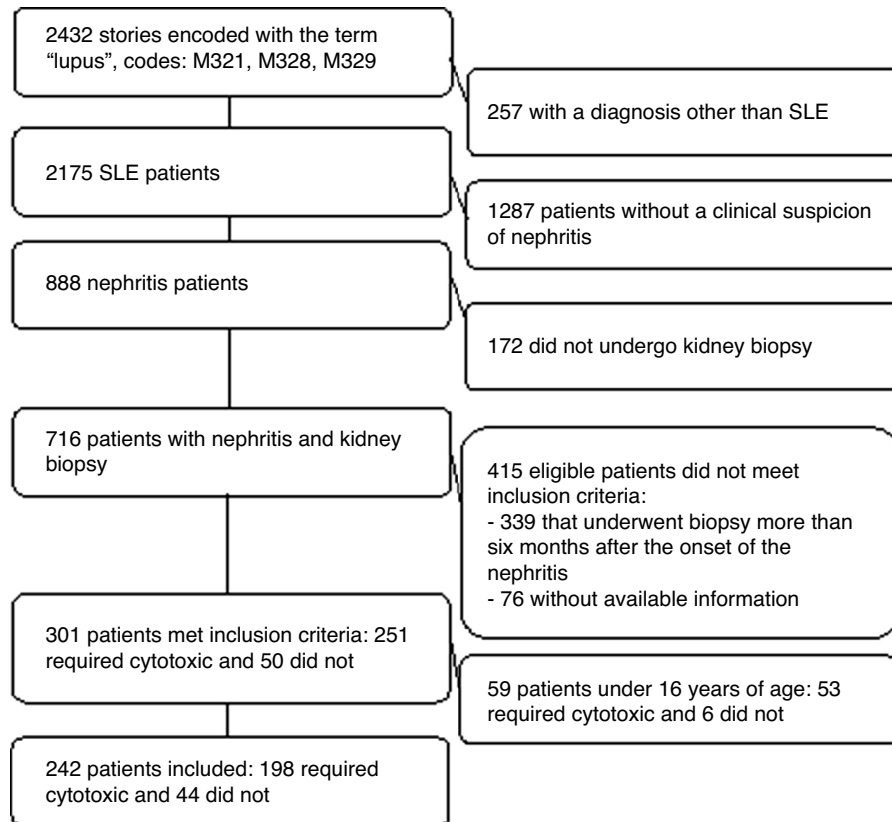 2432 stories encoded with the term
“lupus”, codes: M321, M328, M329
257 with a diagnosis other than SLE
2175 SLE patients
1287 patients without a clinical suspicion
of nephritis
888 nephritis patients
172 did not undergo kidney biopsy
716 patients with nephritis and kidney
biopsy
415 eligible patients did not meet
inclusion criteria:
- 339 that underwent biopsy more than
six months after the onset of the
nephritis
- 76 without available information
301 patients met inclusion criteria: 251
required cytotoxic and 50 did not
59 patients under 16 years of age: 53
required cytotoxic and 6 did not
242 patients included: 198 required
cytotoxic and 44 did not